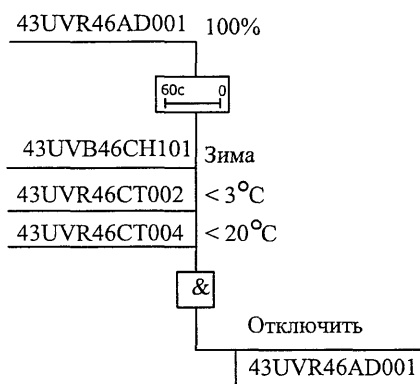 43UVR46AD001 100%
60с 0
43UVB46CH101 Зима
43UVR46CT002 < 3°C
43UVR46CT004 < 20°C
&
Отключить
43UVR46AD001